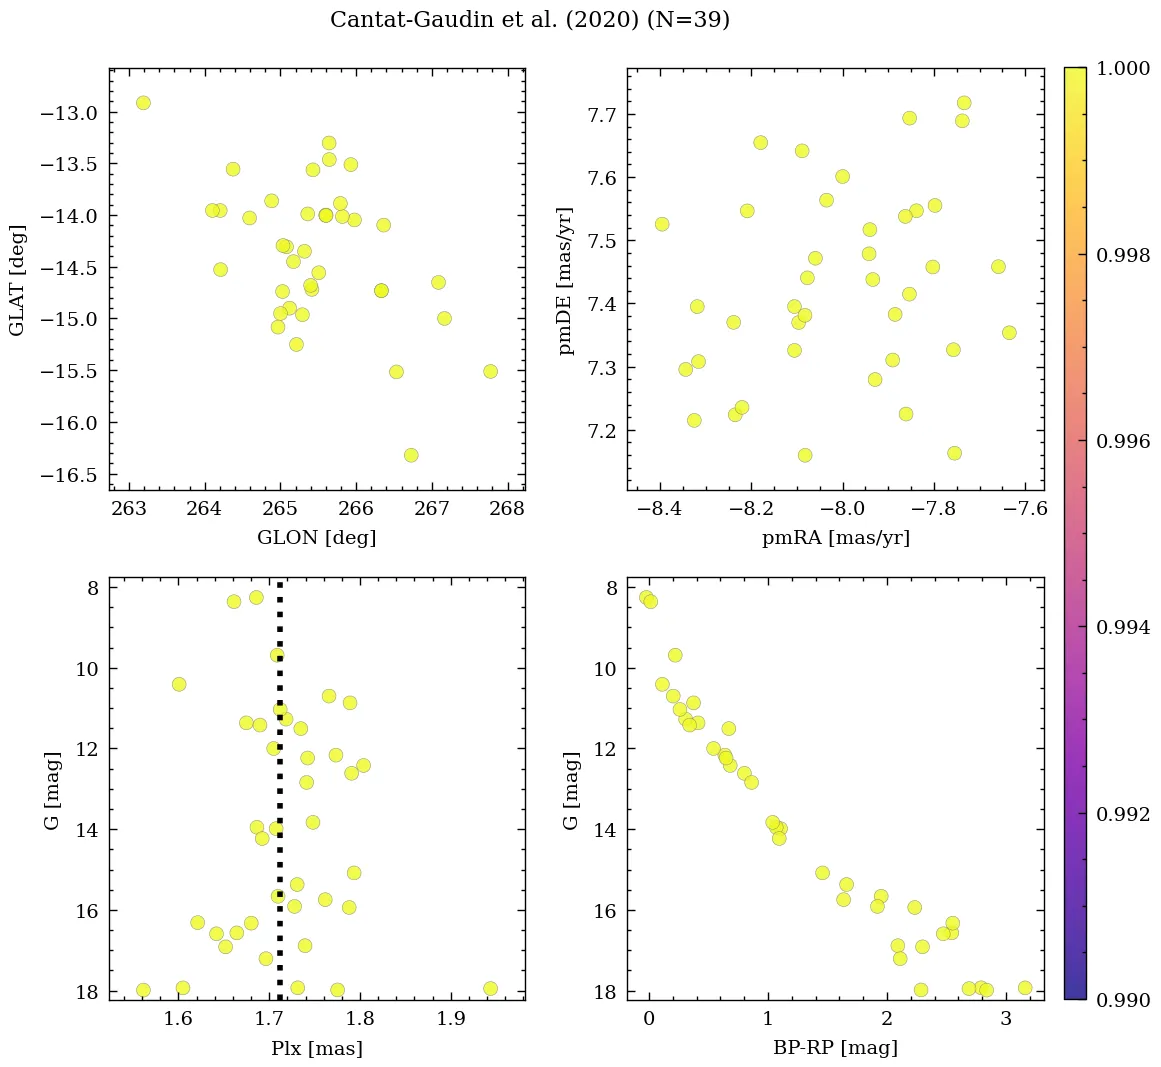 Cantat-Gaudin et al. (2020) (N=39)
−13.0
−13.5
−14.0
−14.5
−15.0
−15.5
−16.0
−16.5
GLAT [deg]
263 264 265 266 267 268
GLON [deg]
7.7
7.6
7.5
7.4
7.3
7.2
pmDE [mas/yr]
−8.4 −8.2 −8.0 −7.8 −7.6
pmRA [mas/yr]
8
10
12
14
16
18
G [mag]
1.6 1.7 1.8 1.9
Plx [mas]
8
10
12
14
16
18
G [mag]
0 1 2 3
BP-RP [mag]
1.000
0.998
0.996
0.994
0.992
0.990